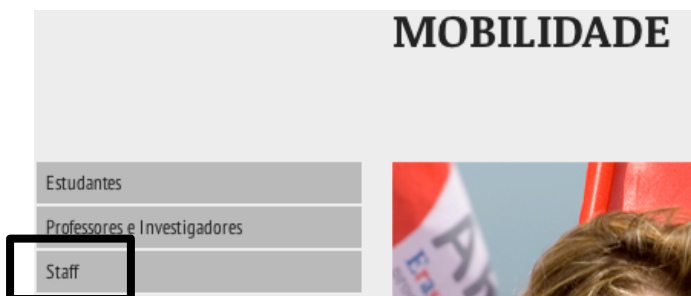 MOBILIDADE
Estudantes
Professores e Investigadores
Staff